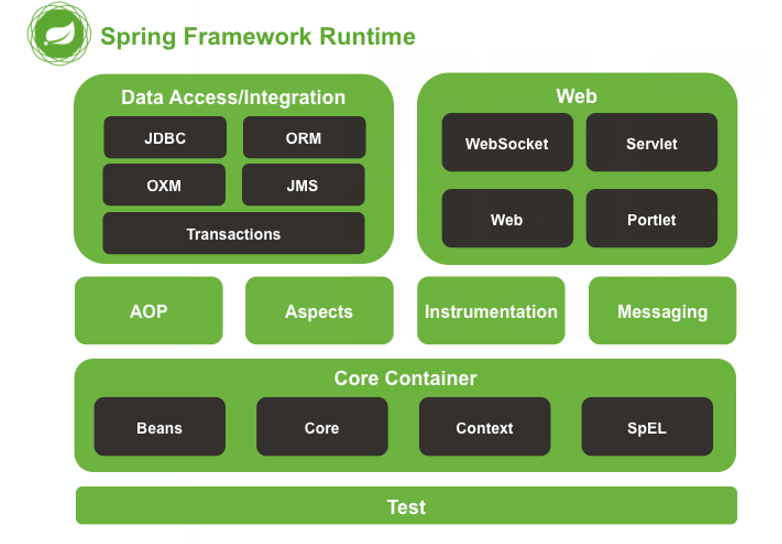 Spring Framework Runtime
Data Access/Integration
JDBC
ORM
OXM
JMS
Transactions
Web
WebSocket
Servlet
Web
Portlet
AOP
Aspects
Instrumentation
Messaging
Core Container
Beans
Core
Context
SpEL
Test